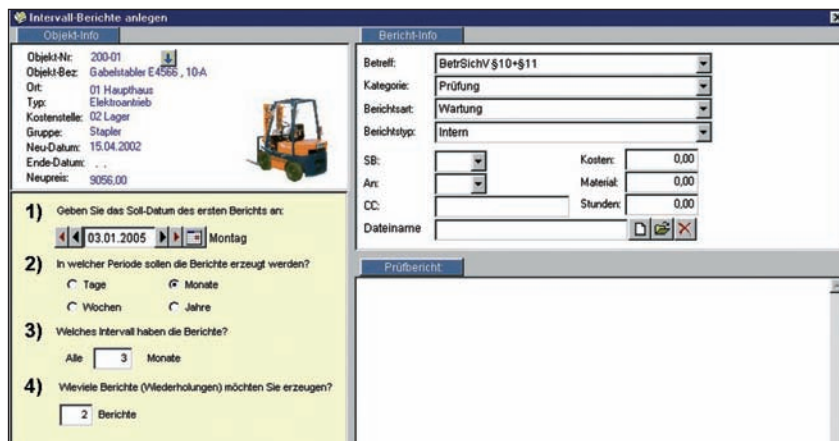 Intervall-Berichte anlegen
Objekt-Info
Objekt-Nr: 200-01
Objekt-Bez: Gabelstabler E4566 , 10-A
Ort: 01 Haupthaus
Typ: Elektroantrieb
Kostenstelle: 02 Lager
Gruppe: Stapler
Neu-Datum: 15.04.2002
Ende-Datum: . .
Neupreis: 9056,00
1) Geben Sie das Soll-Datum des ersten Berichts an:
03.01.2005 Montag
2) In welcher Periode sollen die Berichte erzeugt werden?
Tage Monate
Wochen Jahre
3) Welches Intervall haben die Berichte?
Alle 3 Monate
4) Wieviele Berichte (Wiederholungen) möchten Sie erzeugen?
2 Berichte
Bericht-Info
Betreff: BetrSichV §10+§11
Kategorie: Prüfung
Berichtsart: Wartung
Berichtstyp: Intern
SB: Kosten: 0,00
An: Material: 0,00
CC: Stunden: 0,00
Dateiname
Prüfbericht